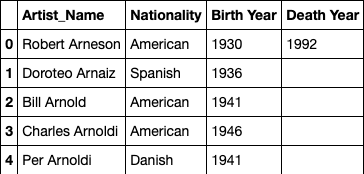 Artist_Name Nationality Birth Year Death Year
0 Robert Arneson American 1930 1992
1 Doroteo Arnaiz Spanish 1936
2 Bill Arnold American 1941
3 Charles Arnoldi American 1946
4 Per Arnoldi Danish 1941